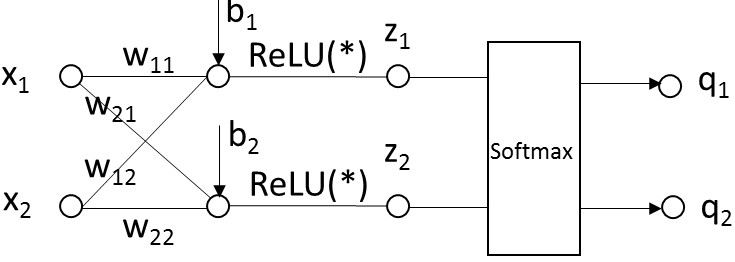 b₁
z₁
w₁₁
ReLU(*)
x₁
q₁
w₂₁
b₂
z₂
Softmax
w₁₂
ReLU(*)
x₂
q₂
w₂₂